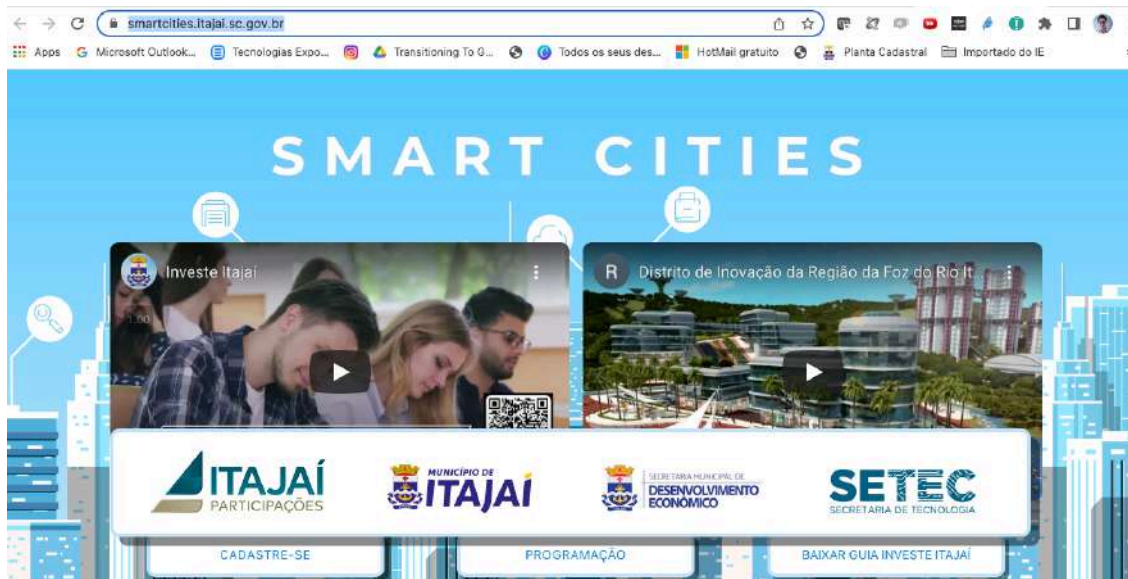 smartcities.itajai.sc.gov.br
Apps Microsoft Outlook... Tecnologias Expo... Transitioning To G... Todos os seus des... HotMail gratuito Planta Cadastral Importado do IE
SMART CITIES
Investe Itajaí
R Distrito de Inovação da Região da Foz do Rio It...
1.00
ITAJAÍ
PARTICIPAÇÕES
MUNICÍPIO DE
ITAJAÍ
SECRETARIA MUNICIPAL DE
DESENVOLVIMENTO
ECONÔMICO
SETEC
SECRETARIA DE TECNOLOGIA
CADASTRE-SE
PROGRAMAÇÃO
BAIXAR GUIA INVESTE ITAJAÍ